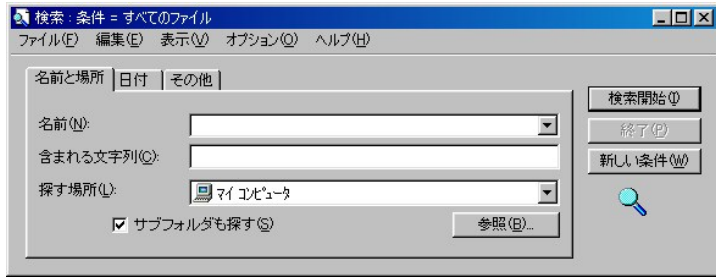 検索 : 条件 = すべてのファイル
ファイル(F) 編集(E) 表示(V) オプション(O) ヘルプ(H)
名前と場所 日付 その他
検索開始(I)
名前(N):
終了(P)
含まれる文字列(C):
新しい条件(W)
探す場所(L): マイ コンピュータ
サブフォルダも探す(S) 参照(B)...